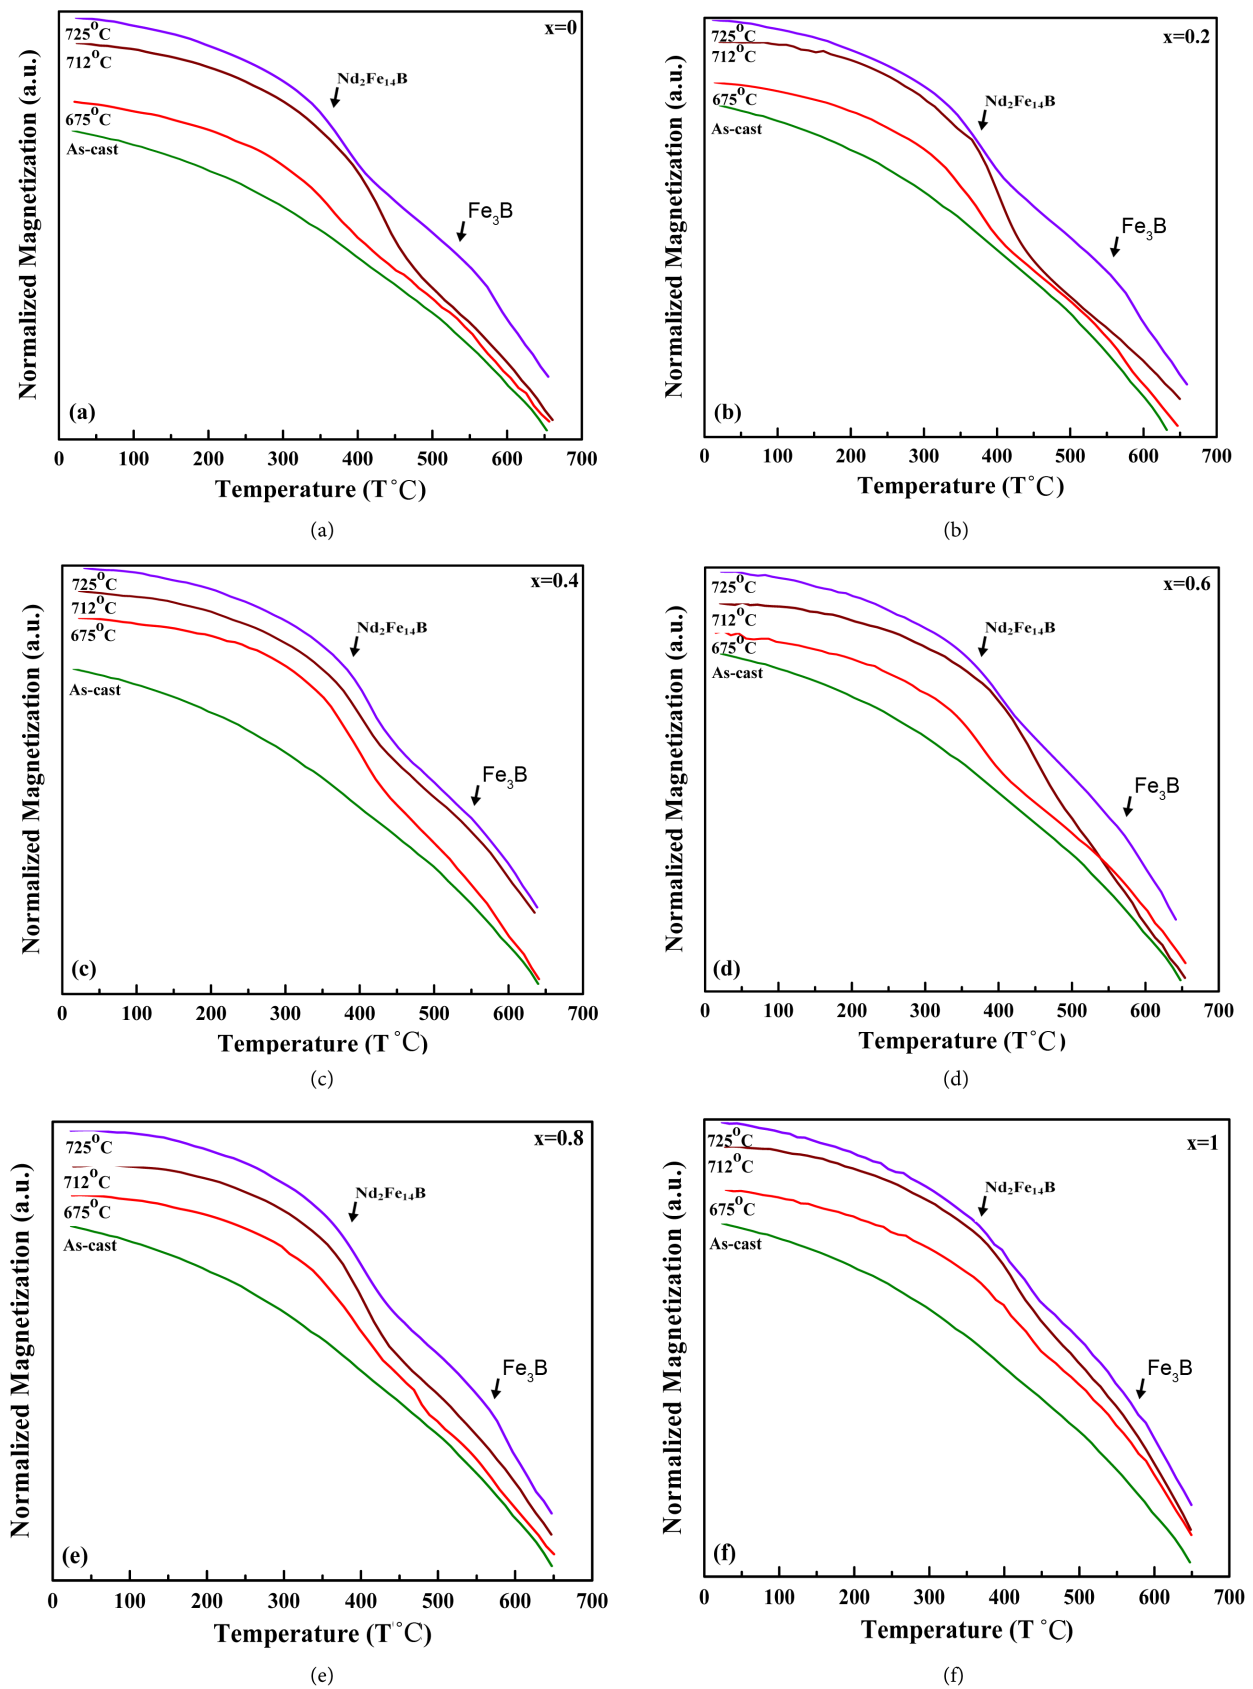 x=0
725°C
712°C
Nd₂Fe₁₄B
675°C
As-cast
Fe₃B
Normalized Magnetization (a.u.)
(a)
0 100 200 300 400 500 600 700
Temperature (T°C)
(a)
x=0.2
725°C
712°C
675°C
Nd₂Fe₁₄B
As-cast
Fe₃B
Normalized Magnetization (a.u.)
(b)
0 100 200 300 400 500 600 700
Temperature (T°C)
(b)
x=0.4
725°C
712°C
675°C
Nd₂Fe₁₄B
As-cast
Fe₃B
Normalized Magnetization (a.u.)
(c)
0 100 200 300 400 500 600 700
Temperature (T°C)
(c)
x=0.6
725°C
712°C
Nd₂Fe₁₄B
675°C
As-cast
Fe₃B
Normalized Magnetization (a.u.)
(d)
0 100 200 300 400 500 600 700
Temperature (T°C)
(d)
x=0.8
725°C
712°C
Nd₂Fe₁₄B
675°C
As-cast
Fe₃B
Normalized Magnetization (a.u.)
(e)
0 100 200 300 400 500 600 700
Temperature (T°C)
(e)
x=1
725°C
712°C
Nd₂Fe₁₄B
675°C
As-cast
Fe₃B
Normalized Magnetization (a.u.)
(f)
0 100 200 300 400 500 600 700
Temperature (T °C)
(f)